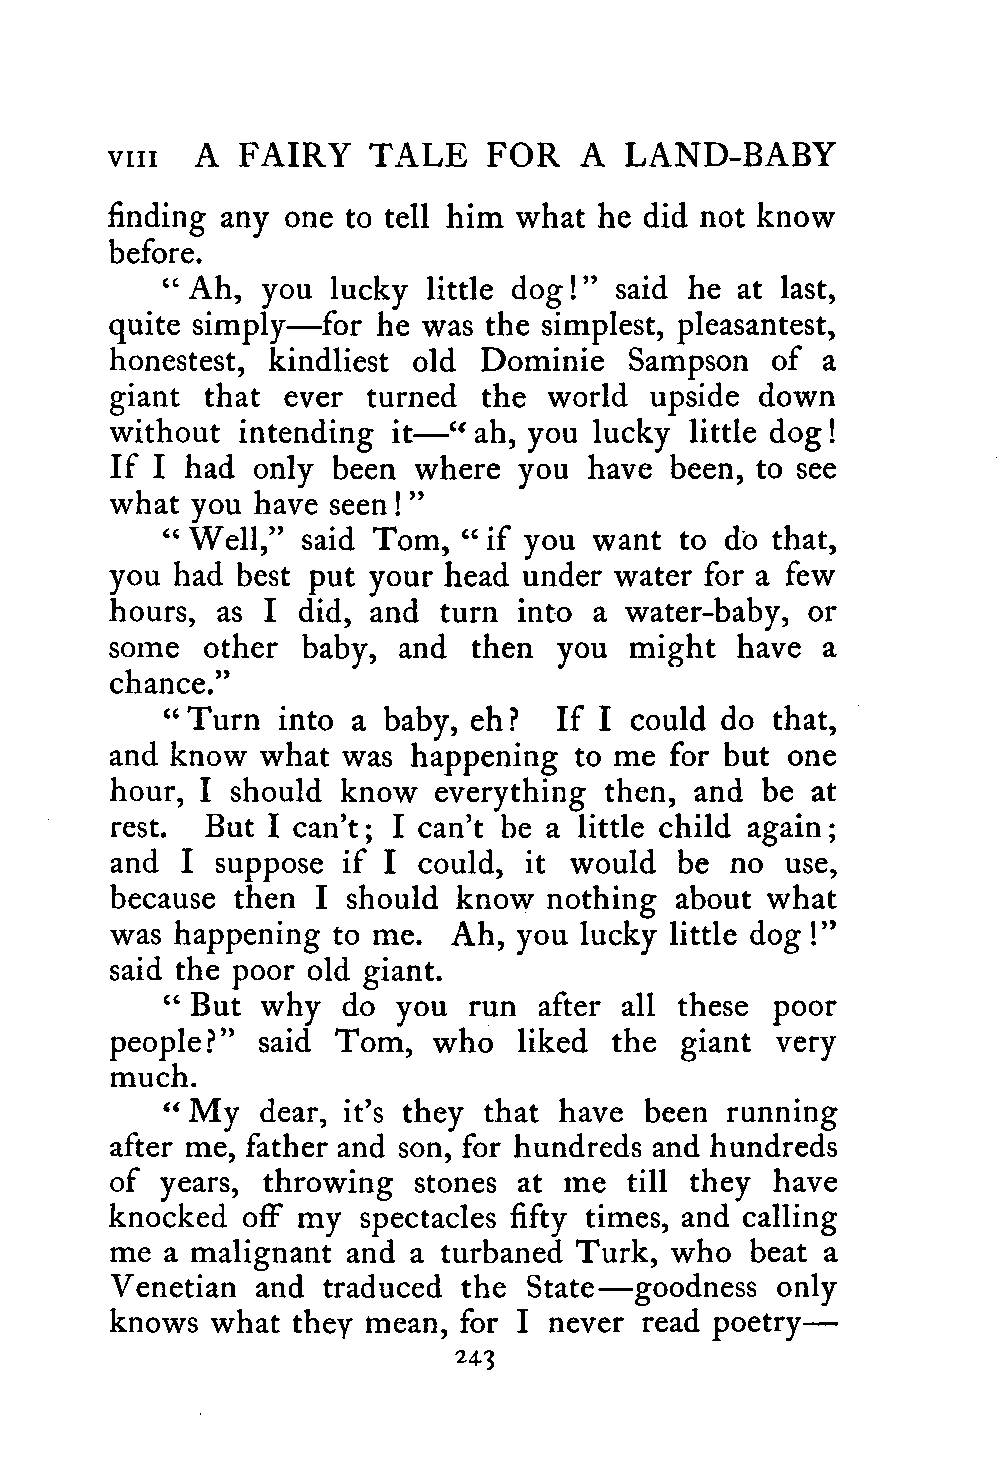 VIII A FAIRY TALE FOR A LAND-BABY
finding any one to tell him what he did not know
before.
“Ah, you lucky little dog!” said he at last,
quite simply—for he was the simplest, pleasantest,
honestest, kindliest old Dominie Sampson of a
giant that ever turned the world upside down
without intending it—“ah, you lucky little dog!
If I had only been where you have been, to see
what you have seen!”
“Well,” said Tom, “if you want to do that,
you had best put your head under water for a few
hours, as I did, and turn into a water-baby, or
some other baby, and then you might have a
chance.”
“Turn into a baby, eh? If I could do that,
and know what was happening to me for but one
hour, I should know everything then, and be at
rest. But I can't; I can't be a little child again;
and I suppose if I could, it would be no use,
because then I should know nothing about what
was happening to me. Ah, you lucky little dog!”
said the poor old giant.
“But why do you run after all these poor
people?” said Tom, who liked the giant very
much.
“My dear, it's they that have been running
after me, father and son, for hundreds and hundreds
of years, throwing stones at me till they have
knocked off my spectacles fifty times, and calling
me a malignant and a turbaned Turk, who beat a
Venetian and traduced the State—goodness only
knows what they mean, for I never read poetry—
243